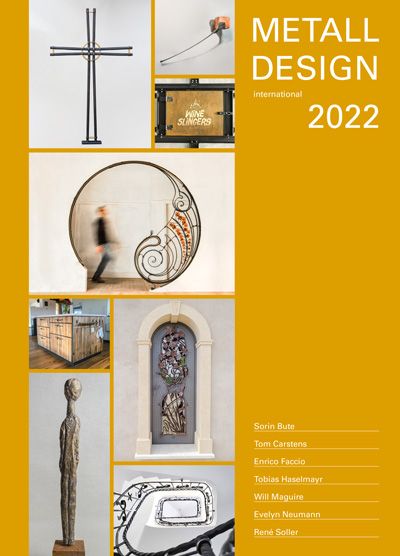 METALL
DESIGN
international
2022
WINE
SLINGERS
Sorin Bute
Tom Carstens
Enrico Faccio
Tobias Haselmayr
Will Maguire
Evelyn Neumann
René Soller